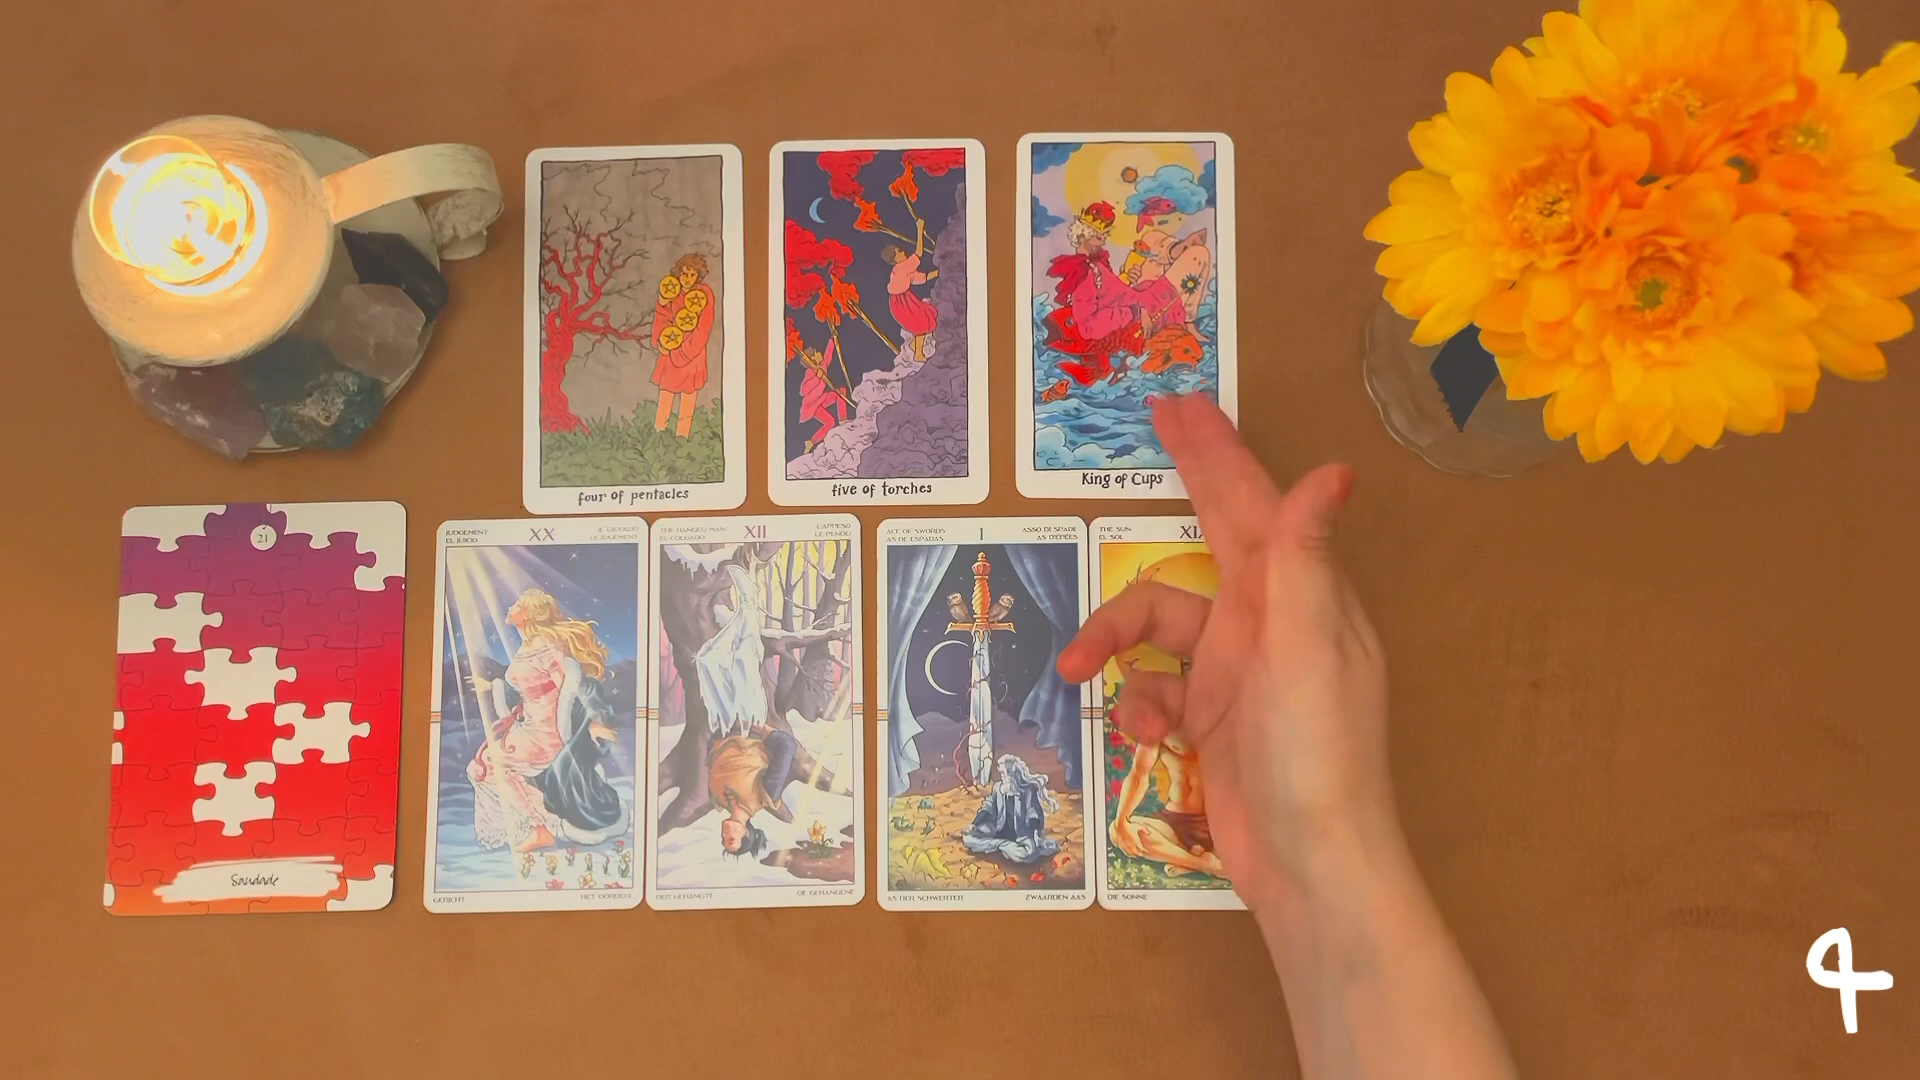 four of pentacles
five of torches
King of Cups
21
Saudade
JUDGEMENT
EL JUICIO
XX
LE JUGEMENT
GERICHT
HET OORDEEL
THE HANGED MAN
EL COLGADO
XII
L'APPESO
LE PENDU
DER GEHÄNGTE
DE GEHANGENE
ACE OF SWORDS
AS DE ESPADAS
I
ASSO DI SPADE
AS D'ÉPÉES
AS DER SCHWERTER
ZWAARDEN AAS
THE SUN
EL SOL
XIX
DIE SONNE
4